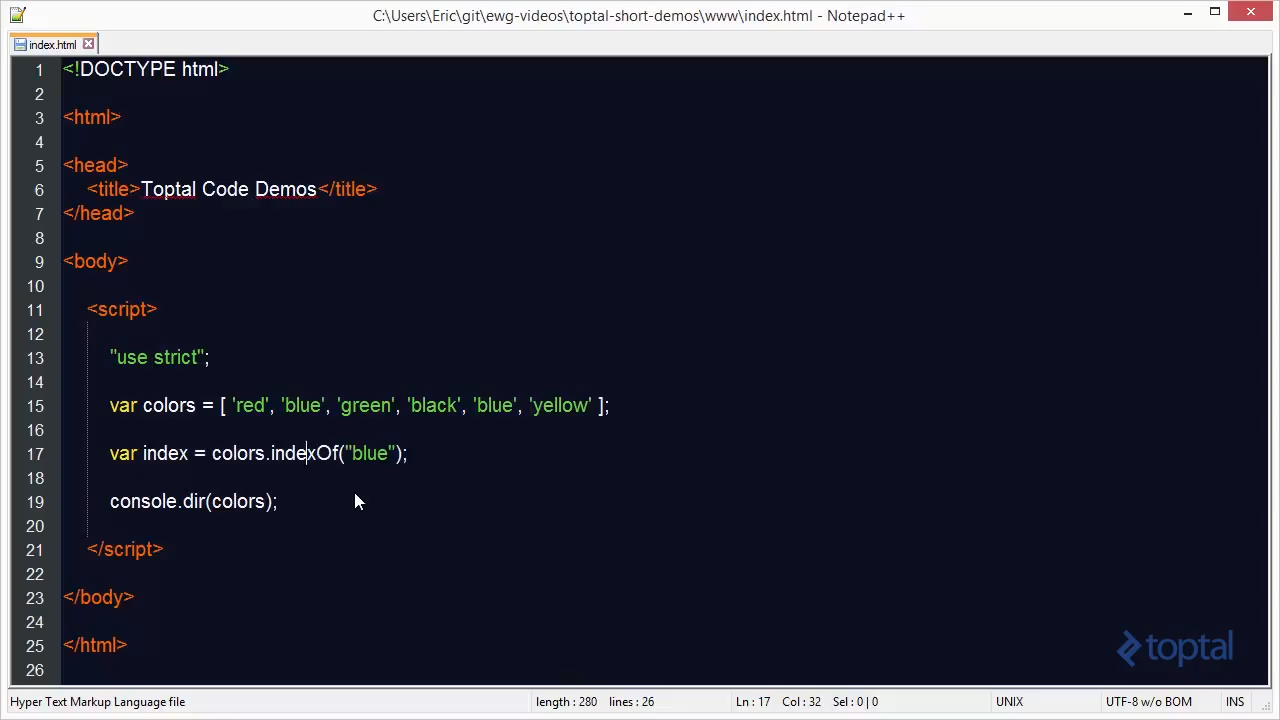 C:\Users\Eric\git\ewg-videos\toptal-short-demos\www\index.html - Notepad++
index.html
1 <!DOCTYPE html>
2
3 <html>
4
5 <head>
6 <title>Toptal Code Demos</title>
7 </head>
8
9 <body>
10
11 <script>
12
13 "use strict";
14
15 var colors = [ 'red', 'blue', 'green', 'black', 'blue', 'yellow' ];
16
17 var index = colors.indexOf("blue");
18
19 console.dir(colors);
20
21 </script>
22
23 </body>
24
25 </html>
26
toptal
Hyper Text Markup Language file length : 280 lines : 26 Ln : 17 Col : 32 Sel : 0 | 0 UNIX UTF-8 w/o BOM INS